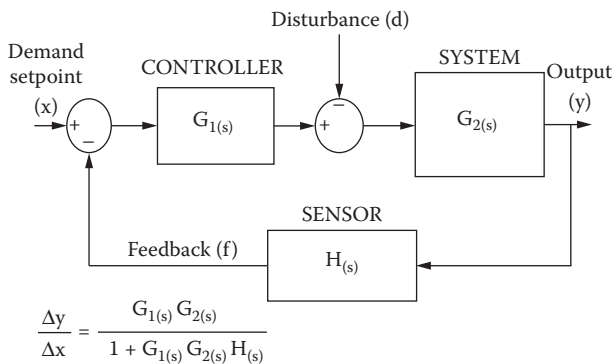 Disturbance (d)
Demand
setpoint
(x)
CONTROLLER
SYSTEM
Output
(y)
+
−
G1(s)
−
+
G2(s)
SENSOR
Feedback (f)
H(s)
Δy
Δx
=
G1(s) G2(s)
1 + G1(s) G2(s) H(s)